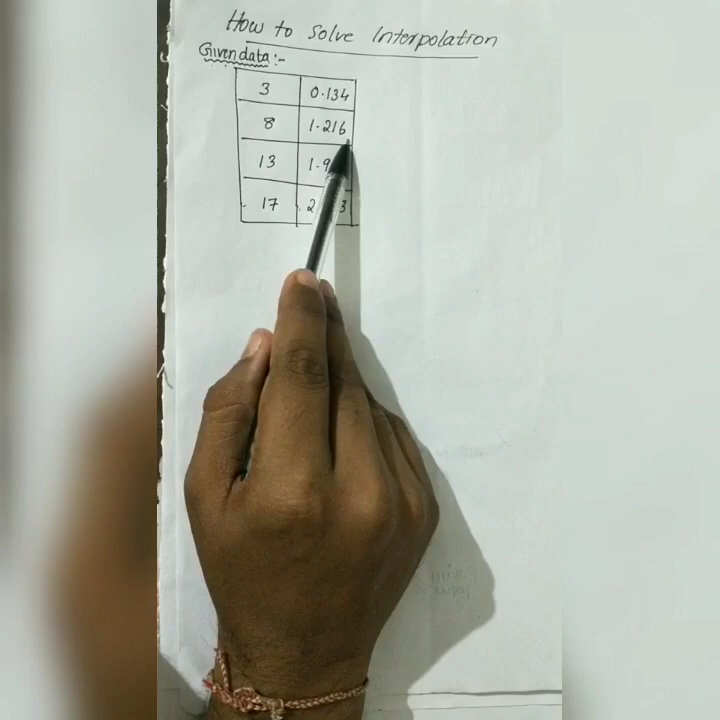 How to Solve Interpolation
Given data :-
3 0.134
8 1.216
13
17